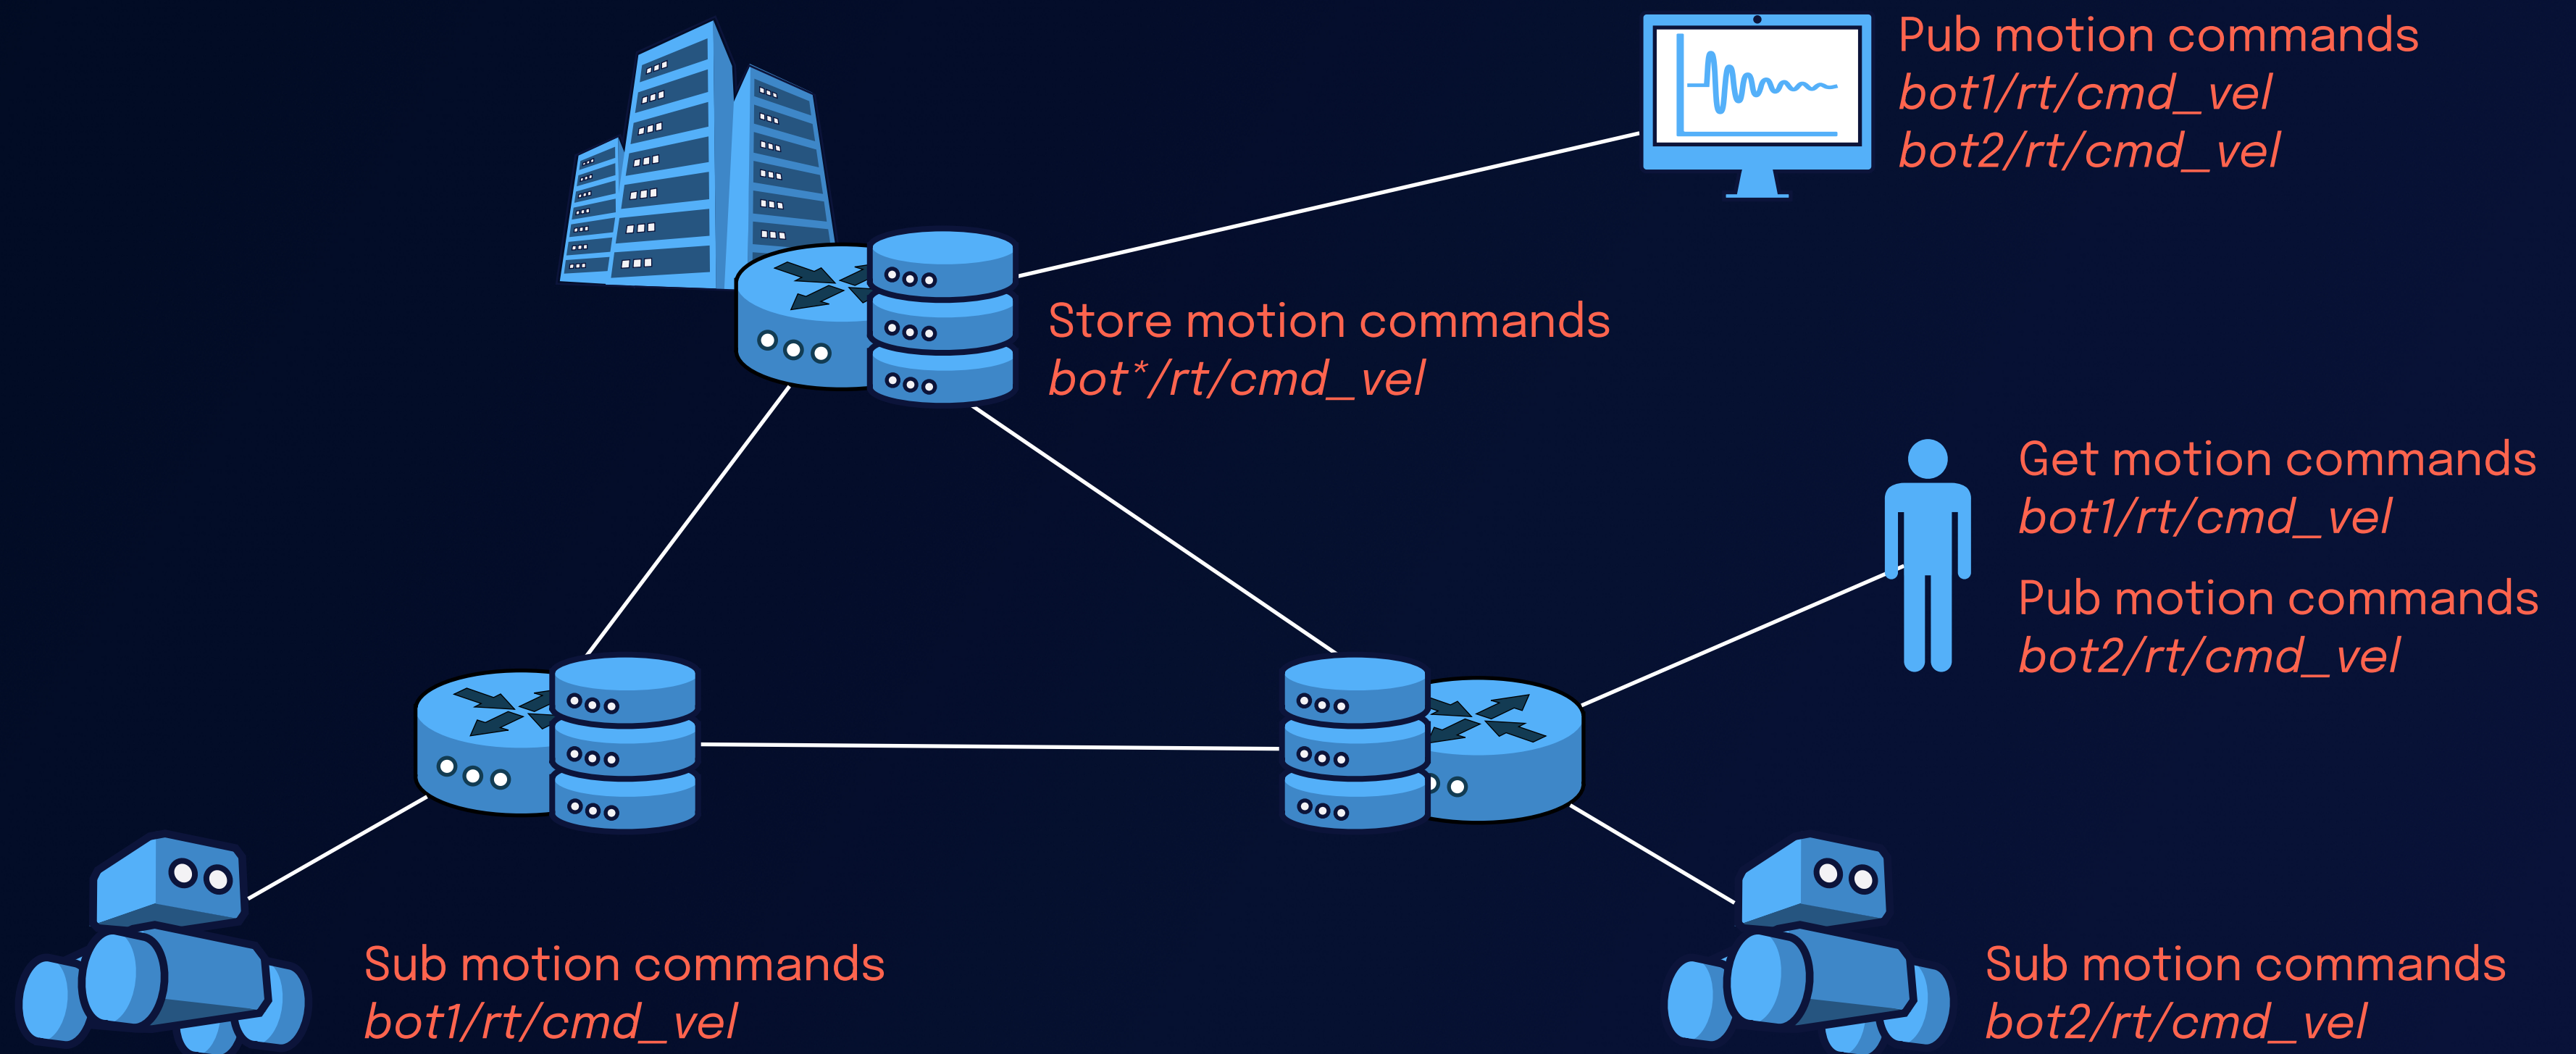 Pub motion commands
bot1/rt/cmd_vel
bot2/rt/cmd_vel
Store motion commands
bot*/rt/cmd_vel
Get motion commands
bot1/rt/cmd_vel
Pub motion commands
bot2/rt/cmd_vel
Sub motion commands
bot1/rt/cmd_vel
Sub motion commands
bot2/rt/cmd_vel